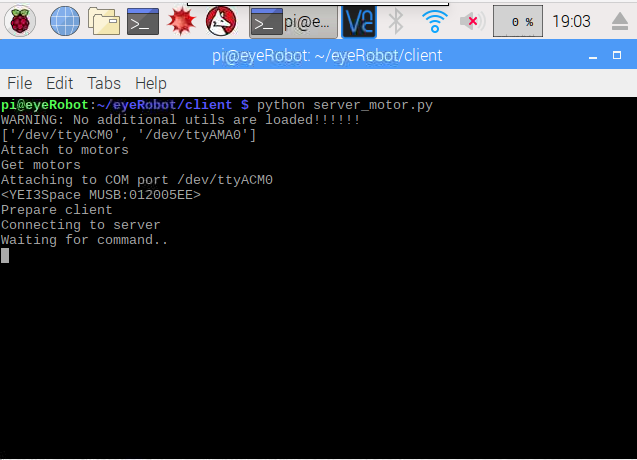 pi@e...
0 %
19:03
pi@eyeRobot: ~/eyeRobot/client
File Edit Tabs Help
pi@eyeRobot:~/eyeRobot/client $ python server_motor.py
WARNING: No additional utils are loaded!!!!!!
['/dev/ttyACM0', '/dev/ttyAMA0']
Attach to motors
Get motors
Attaching to COM port /dev/ttyACM0
<YEI3Space MUSB:012005EE>
Prepare client
Connecting to server
Waiting for command..